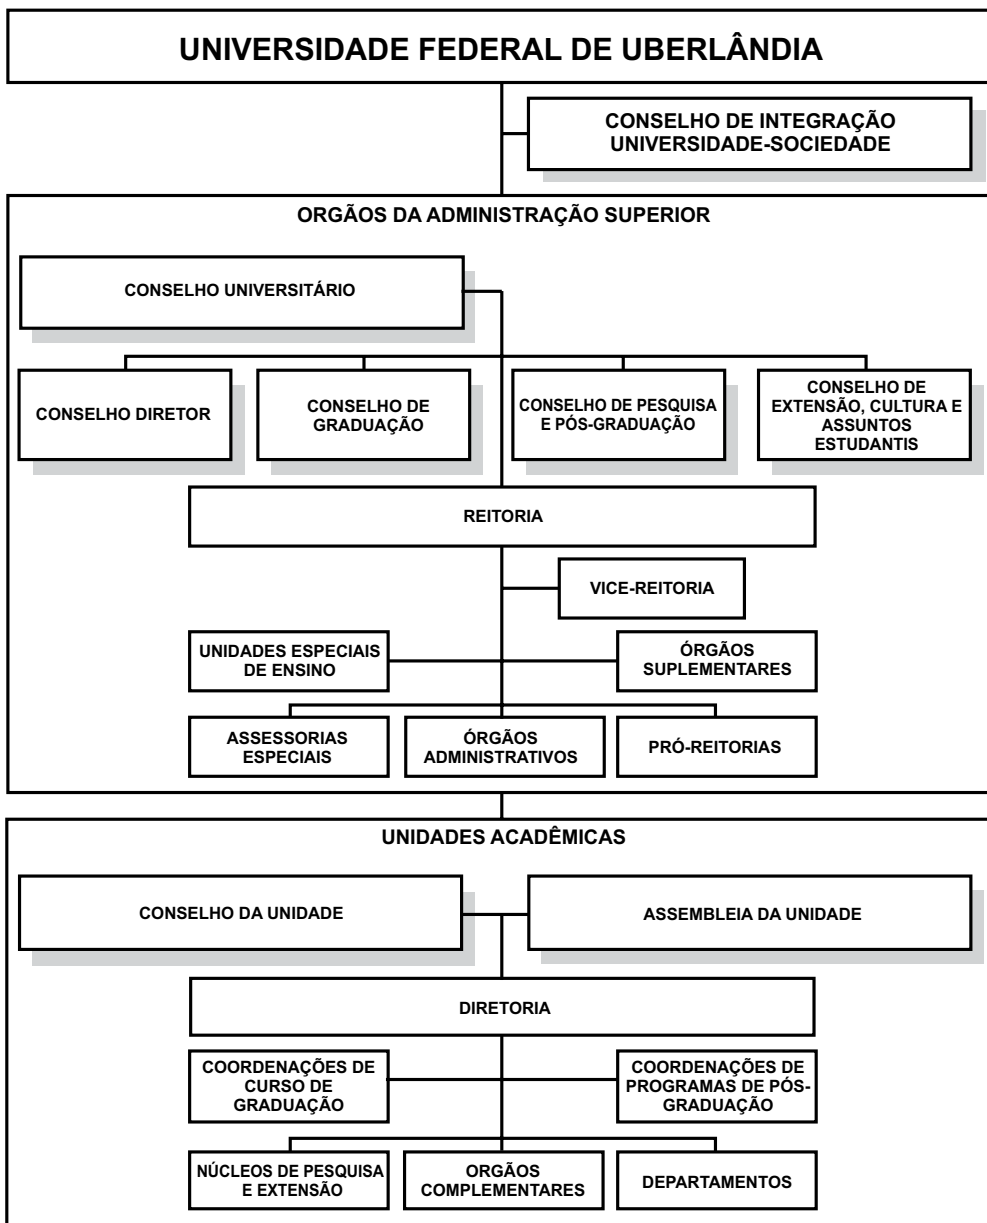 UNIVERSIDADE FEDERAL DE UBERLÂNDIA
CONSELHO DE INTEGRAÇÃO
UNIVERSIDADE-SOCIEDADE
ORGÃOS DA ADMINISTRAÇÃO SUPERIOR
CONSELHO UNIVERSITÁRIO
CONSELHO DIRETOR
CONSELHO DE
GRADUAÇÃO
CONSELHO DE PESQUISA
E PÓS-GRADUAÇÃO
CONSELHO DE
EXTENSÃO, CULTURA E
ASSUNTOS
ESTUDANTIS
REITORIA
VICE-REITORIA
UNIDADES ESPECIAIS
DE ENSINO
ÓRGÃOS
SUPLEMENTARES
ASSESSORIAS
ESPECIAIS
ÓRGÃOS
ADMINISTRATIVOS
PRÓ-REITORIAS
UNIDADES ACADÊMICAS
CONSELHO DA UNIDADE
ASSEMBLEIA DA UNIDADE
DIRETORIA
COORDENAÇÕES DE
CURSO DE
GRADUAÇÃO
COORDENAÇÕES DE
PROGRAMAS DE PÓS-
GRADUAÇÃO
NÚCLEOS DE PESQUISA
E EXTENSÃO
ORGÃOS
COMPLEMENTARES
DEPARTAMENTOS